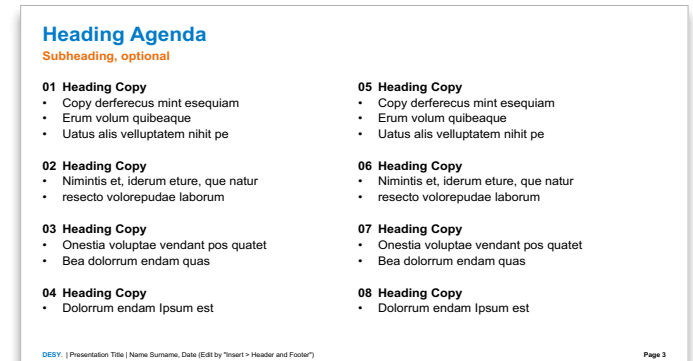 Heading Agenda
Subheading, optional
01 Heading Copy
• Copy derferecus mint esequiam
• Erum volum quibeaque
• Uatus alis velluptatem nihit pe
02 Heading Copy
• Nimintis et, iderum eture, que natur
• resecto volorepudae laborum
03 Heading Copy
• Onestia voluptae vendant pos quatet
• Bea dolorrum endam quas
04 Heading Copy
• Dolorrum endam Ipsum est
05 Heading Copy
• Copy derferecus mint esequiam
• Erum volum quibeaque
• Uatus alis velluptatem nihit pe
06 Heading Copy
• Nimintis et, iderum eture, que natur
• resecto volorepudae laborum
07 Heading Copy
• Onestia voluptae vendant pos quatet
• Bea dolorrum endam quas
08 Heading Copy
• Dolorrum endam Ipsum est
DESY. | Presentation Title | Name Surname, Date (Edit by "Insert > Header and Footer")
Page 3